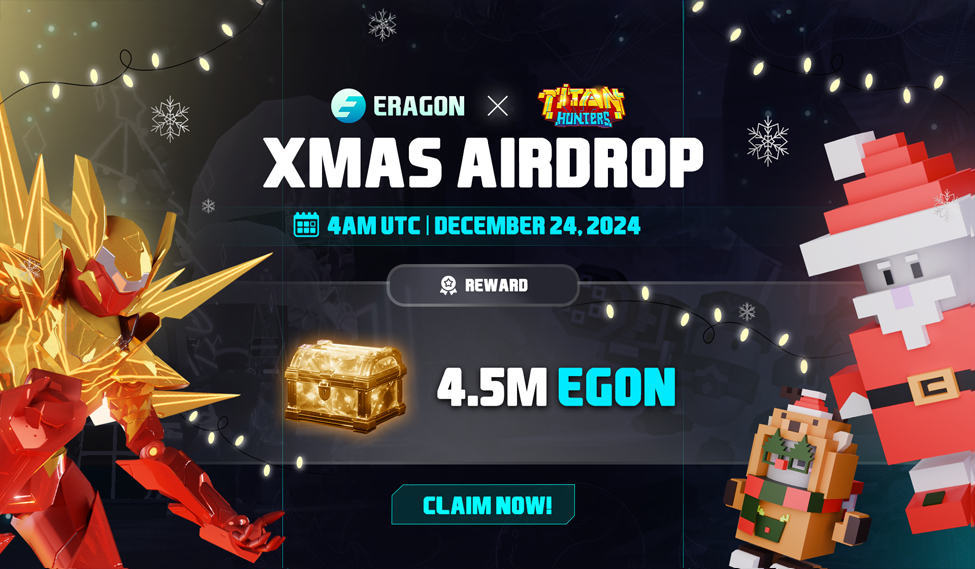 ERAGON × TITAN HUNTERS
XMAS AIRDROP
4AM UTC | DECEMBER 24, 2024
REWARD
4.5M EGON
CLAIM NOW!